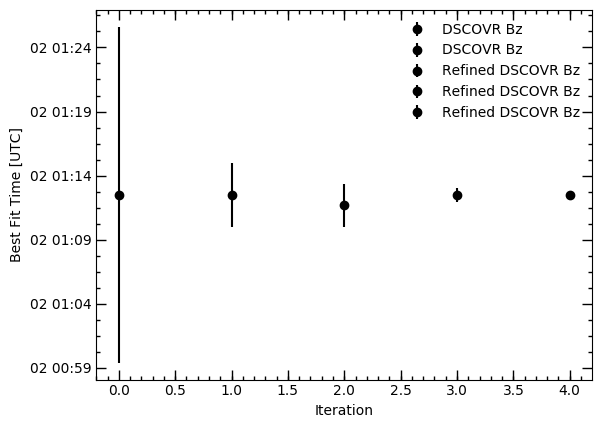 DSCOVR Bz
DSCOVR Bz
Refined DSCOVR Bz
Refined DSCOVR Bz
Refined DSCOVR Bz
Best Fit Time [UTC]
02 01:24
02 01:19
02 01:14
02 01:09
02 01:04
02 00:59
0.0 0.5 1.0 1.5 2.0 2.5 3.0 3.5 4.0
Iteration